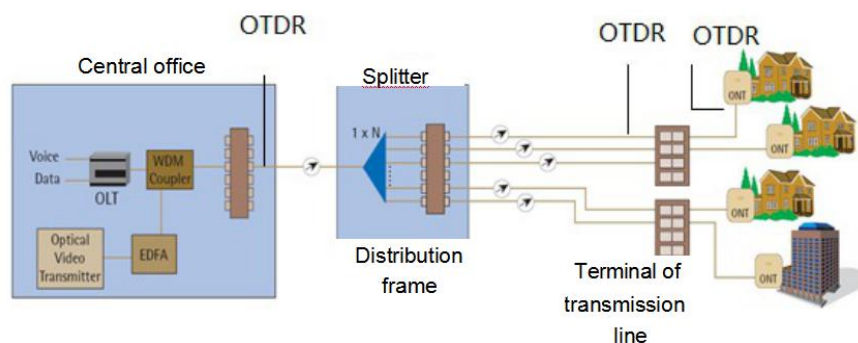 OTDR
OTDR
OTDR
Central office
Splitter
1 x N
Voice
Data
OLT
WDM
Coupler
Optical
Video
Transmitter
EDFA
Distribution
frame
Terminal of
transmission
line
ONT
ONT
ONT
ONT